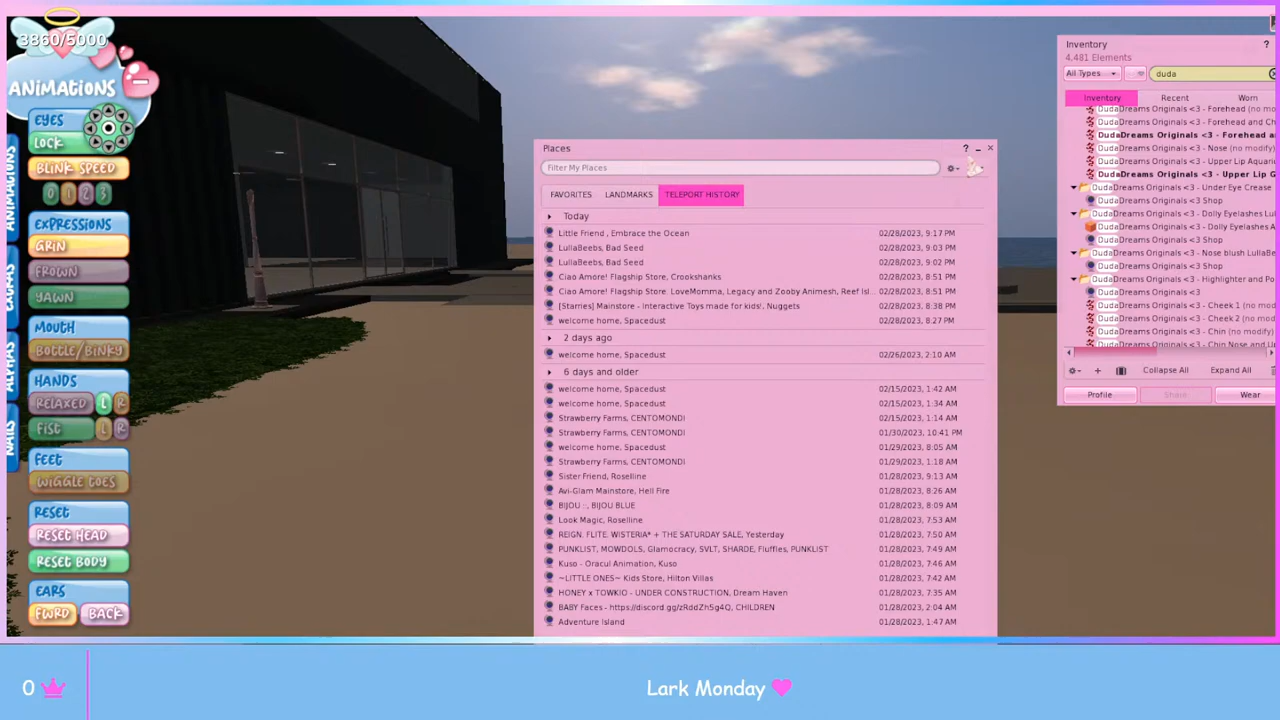 3860/5000
ANIMATIONS
EYES
LOCK
BLINK SPEED
0 1 2 3
EXPRESSIONS
GRIN
FROWN
YAWN
MOUTH
BOTTLE/BINKY
HANDS
RELAXED L R
FIST L R
FEET
WIGGLE TOES
RESET
RESET HEAD
RESET BODY
EARS
FWRD BACK
ANIMATIONS
ALPHAS
NAILS
Places
? _ ×
Filter My Places
FAVORITES LANDMARKS TELEPORT HISTORY
Today
Little Friend , Embrace the Ocean 02/28/2023, 9:17 PM
LullaBeebs, Bad Seed 02/28/2023, 9:03 PM
LullaBeebs, Bad Seed 02/28/2023, 9:02 PM
Ciao Amore! Flagship Store, Crookshanks 02/28/2023, 8:51 PM
Ciao Amore! Flagship Store. LoveMomma, Legacy and Zooby Animesh, Reef Isl... 02/28/2023, 8:51 PM
[Starries] Mainstore - Interactive Toys made for kids!, Nuggets 02/28/2023, 8:38 PM
welcome home, Spacedust 02/28/2023, 8:27 PM
2 days ago
welcome home, Spacedust 02/26/2023, 2:10 AM
6 days and older
welcome home, Spacedust 02/15/2023, 1:42 AM
welcome home, Spacedust 02/15/2023, 1:34 AM
Strawberry Farms, CENTOMONDI 02/15/2023, 1:14 AM
Strawberry Farms, CENTOMONDI 01/30/2023, 10:41 PM
welcome home, Spacedust 01/29/2023, 8:05 AM
Strawberry Farms, CENTOMONDI 01/29/2023, 1:18 AM
Sister Friend, Roselline 01/28/2023, 9:13 AM
Avi-Glam Mainstore, Hell Fire 01/28/2023, 8:26 AM
BIJOU :, BIJOU BLUE 01/28/2023, 8:09 AM
Look Magic, Roselline 01/28/2023, 7:53 AM
REIGN. FLITE. WISTERIA* + THE SATURDAY SALE, Yesterday 01/28/2023, 7:50 AM
PUNKLIST, MOWDOLS, Glamocracy, SVLT, SHARDE, Fluffles, PUNKLIST 01/28/2023, 7:49 AM
Kuso - Oracul Animation, Kuso 01/28/2023, 7:46 AM
~LITTLE ONES~ Kids Store, Hilton Villas 01/28/2023, 7:42 AM
HONEY x TOWKIO - UNDER CONSTRUCTION, Dream Haven 01/28/2023, 7:35 AM
BABY Faces - https://discord.gg/zRddZh5g4Q, CHILDREN 01/28/2023, 2:04 AM
Adventure Island 01/28/2023, 1:47 AM
Inventory ?
4,481 Elements
All Types duda
Inventory Recent Worn
DudaDreams Originals <3 - Forehead (no modify)
DudaDreams Originals <3 - Forehead and Ch
DudaDreams Originals <3 - Forehead a
DudaDreams Originals <3 - Nose (no modify)
DudaDreams Originals <3 - Upper Lip Aquari
DudaDreams Originals <3 - Upper Lip G
DudaDreams Originals <3 - Under Eye Crease
DudaDreams Originals <3 Shop
DudaDreams Originals <3 - Dolly Eyelashes Lul
DudaDreams Originals <3 - Dolly Eyelashes A
DudaDreams Originals <3 Shop
DudaDreams Originals <3 - Nose blush LullaBe
DudaDreams Originals <3 Shop
DudaDreams Originals <3 - Highlighter and Po
DudaDreams Originals <3
DudaDreams Originals <3 - Cheek 1 (no mod
DudaDreams Originals <3 - Cheek 2 (no mod
DudaDreams Originals <3 - Chin (no modify)
DudaDreams Originals <3 - Chin Nose and U
Collapse All Expand All
Profile Share Wear
0
Lark Monday